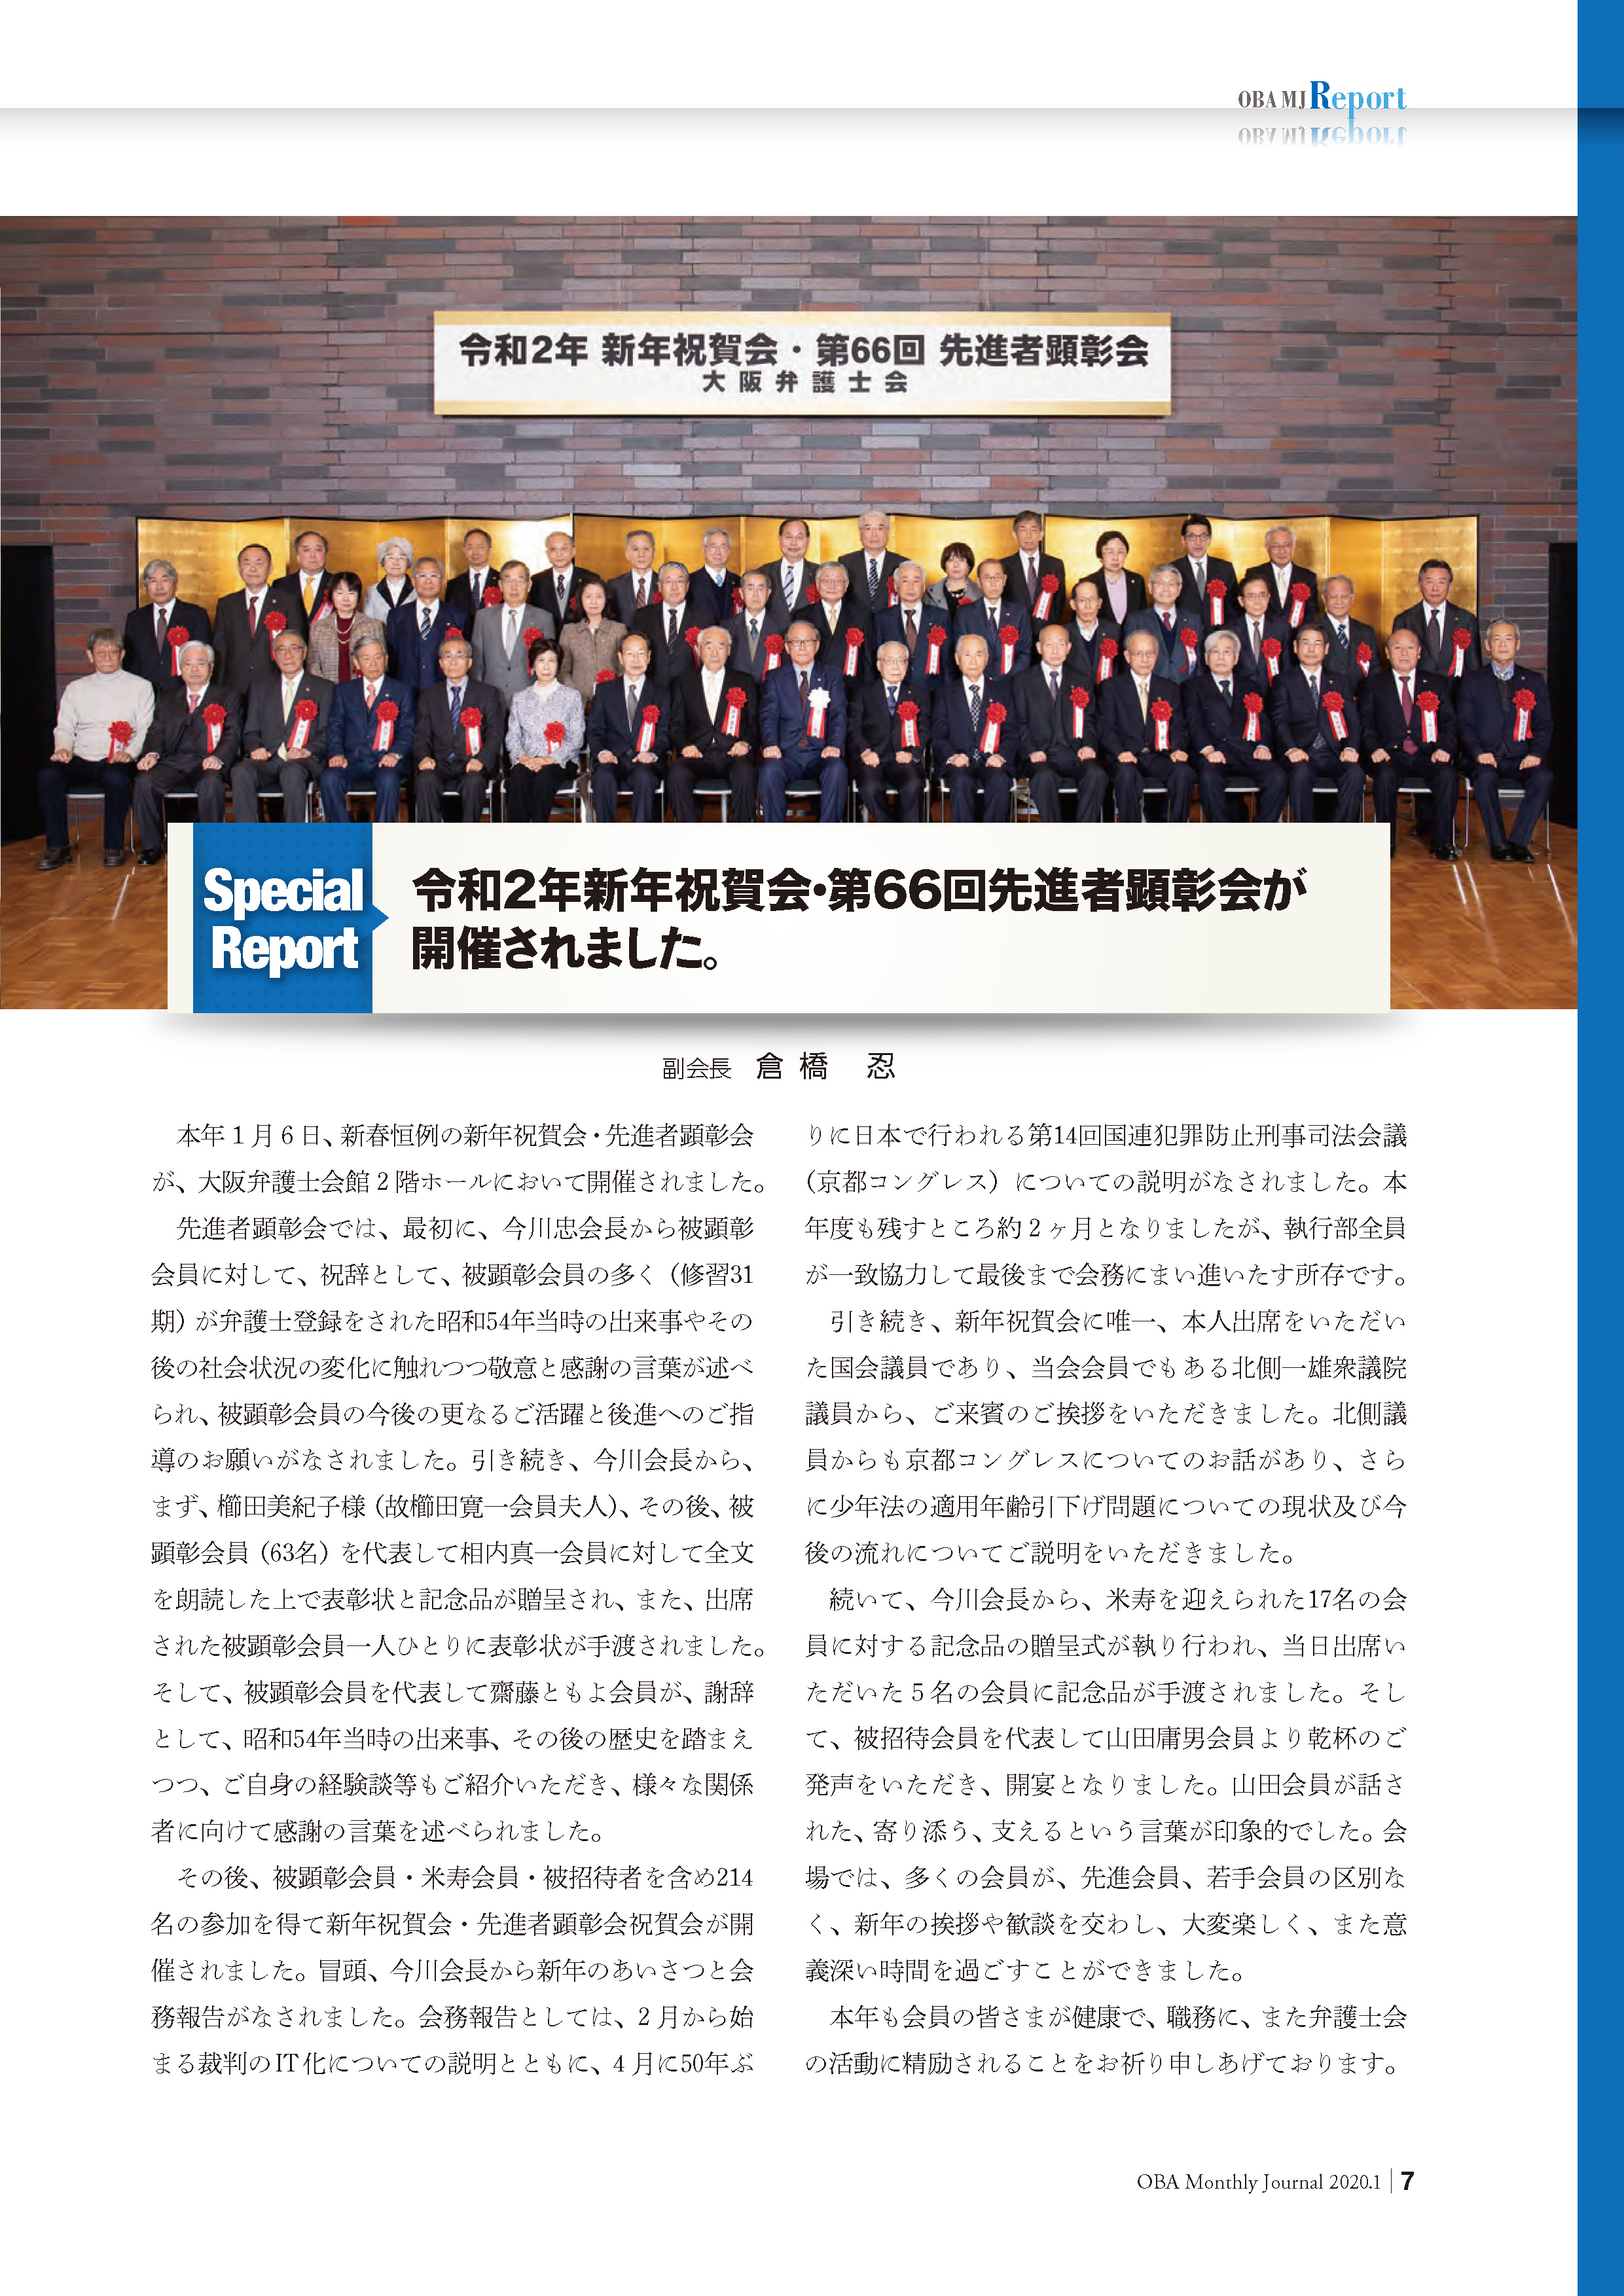 OBA MJ Report
令和2年 新年祝賀会・第66回 先進者顕彰会
大阪弁護士会
Special
Report
令和2年新年祝賀会・第66回先進者顕彰会が
開催されました。
副会長 倉橋 忍
本年1月6日、新春恒例の新年祝賀会・先進者顕彰会
が、大阪弁護士会館2階ホールにおいて開催されました。
先進者顕彰会では、最初に、今川忠会長から被顕彰
会員に対して、祝辞として、被顕彰会員の多く（修習31
期）が弁護士登録をされた昭和54年当時の出来事やその
後の社会状況の変化に触れつつ敬意と感謝の言葉が述べ
られ、被顕彰会員の今後の更なるご活躍と後進へのご指
導のお願いがなされました。引き続き、今川会長から、
まず、櫛田美紀子様（故櫛田寛一会員夫人）、その後、被
顕彰会員（63名）を代表して相内真一会員に対して全文
を朗読した上で表彰状と記念品が贈呈され、また、出席
された被顕彰会員一人ひとりに表彰状が手渡されました。
そして、被顕彰会員を代表して齋藤ともよ会員が、謝辞
として、昭和54年当時の出来事、その後の歴史を踏まえ
つつ、ご自身の経験談等もご紹介いただき、様々な関係
者に向けて感謝の言葉を述べられました。
その後、被顕彰会員・米寿会員・被招待者を含め214
名の参加を得て新年祝賀会・先進者顕彰会祝賀会が開
催されました。冒頭、今川会長から新年のあいさつと会
務報告がなされました。会務報告としては、2月から始
まる裁判のIT化についての説明とともに、4月に50年ぶ
りに日本で行われる第14回国連犯罪防止刑事司法会議
（京都コングレス）についての説明がなされました。本
年度も残すところ約2ヶ月となりましたが、執行部全員
が一致協力して最後まで会務にまい進いたす所存です。
引き続き、新年祝賀会に唯一、本人出席をいただい
た国会議員であり、当会会員でもある北側一雄衆議院
議員から、ご来賓のご挨拶をいただきました。北側議
員からも京都コングレスについてのお話があり、さら
に少年法の適用年齢引下げ問題についての現状及び今
後の流れについてご説明をいただきました。
続いて、今川会長から、米寿を迎えられた17名の会
員に対する記念品の贈呈式が執り行われ、当日出席い
ただいた5名の会員に記念品が手渡されました。そし
て、被招待会員を代表して山田庸男会員より乾杯のご
発声をいただき、開宴となりました。山田会員が話さ
れた、寄り添う、支えるという言葉が印象的でした。会
場では、多くの会員が、先進会員、若手会員の区別な
く、新年の挨拶や歓談を交わし、大変楽しく、また意
義深い時間を過ごすことができました。
本年も会員の皆さまが健康で、職務に、また弁護士会
の活動に精励されることをお祈り申しあげております。
OBA Monthly Journal 2020.1 7